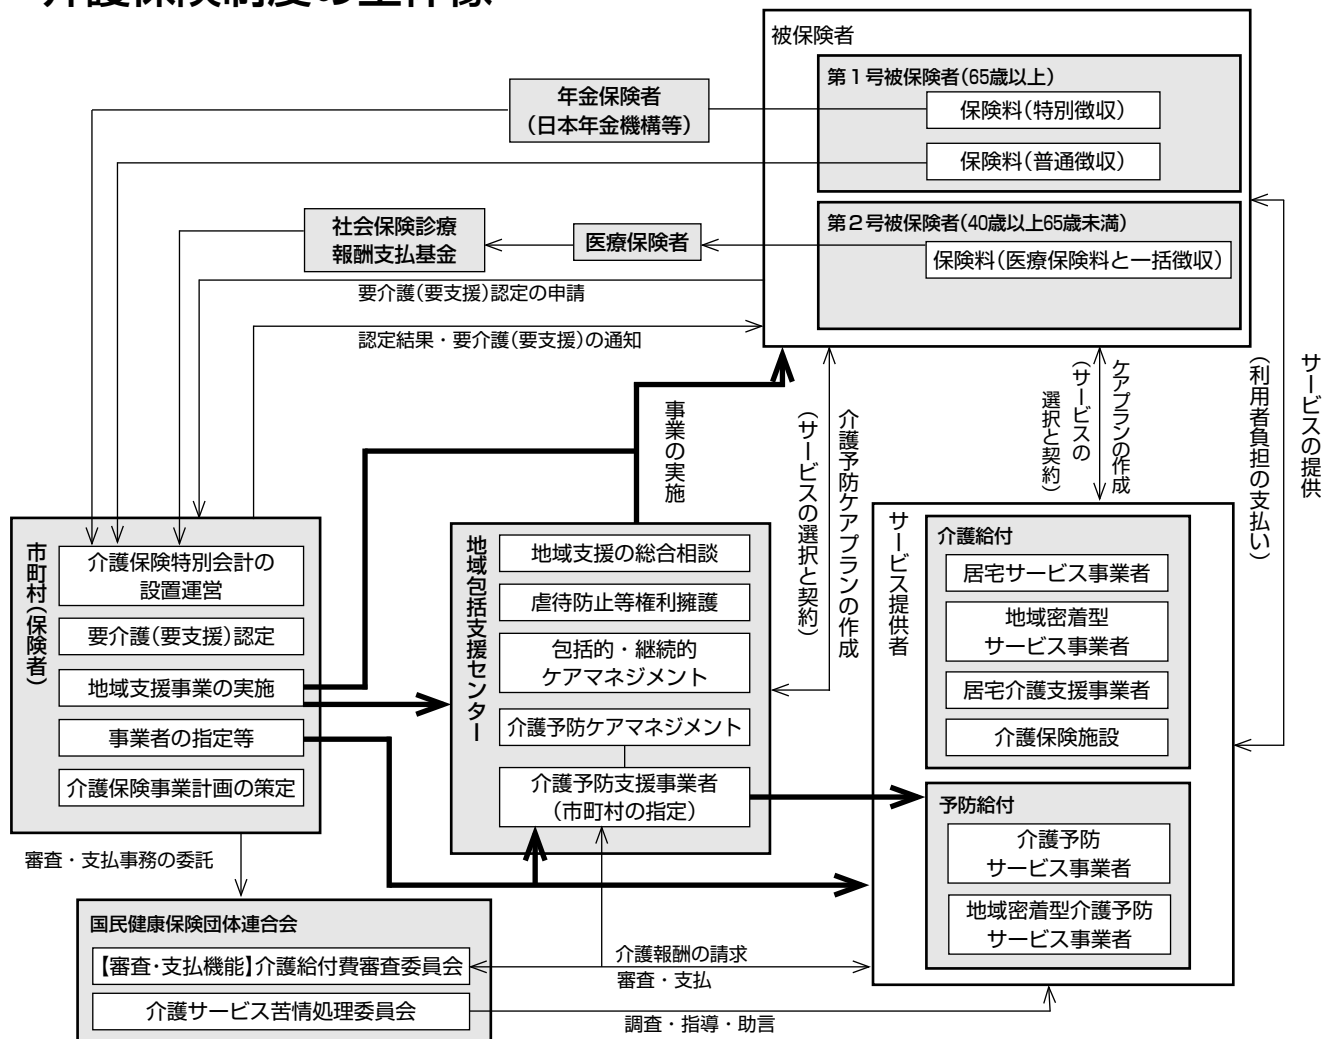 介護保険制度の全体像
被保険者
第1号被保険者(65歳以上)
保険料(特別徴収)
保険料(普通徴収)
年金保険者
(日本年金機構等)
第2号被保険者(40歳以上65歳未満)
保険料(医療保険料と一括徴収)
医療保険者
社会保険診療
報酬支払基金
要介護(要支援)認定の申請
認定結果・要介護(要支援)の通知
事業の実施
介護予防ケアプランの作成
(サービスの選択と契約)
ケアプランの作成
(サービスの
選択と契約)
サービスの提供
(利用者負担の支払い)
市町村(保険者)
介護保険特別会計の
設置運営
要介護(要支援)認定
地域支援事業の実施
事業者の指定等
介護保険事業計画の策定
地域包括支援センター
地域支援の総合相談
虐待防止等権利擁護
包括的・継続的
ケアマネジメント
介護予防ケアマネジメント
介護予防支援事業者
(市町村の指定)
サービス提供者
介護給付
居宅サービス事業者
地域密着型
サービス事業者
居宅介護支援事業者
介護保険施設
予防給付
介護予防
サービス事業者
地域密着型介護予防
サービス事業者
審査・支払事務の委託
国民健康保険団体連合会
【審査・支払機能】介護給付費審査委員会
介護サービス苦情処理委員会
介護報酬の請求
審査・支払
調査・指導・助言